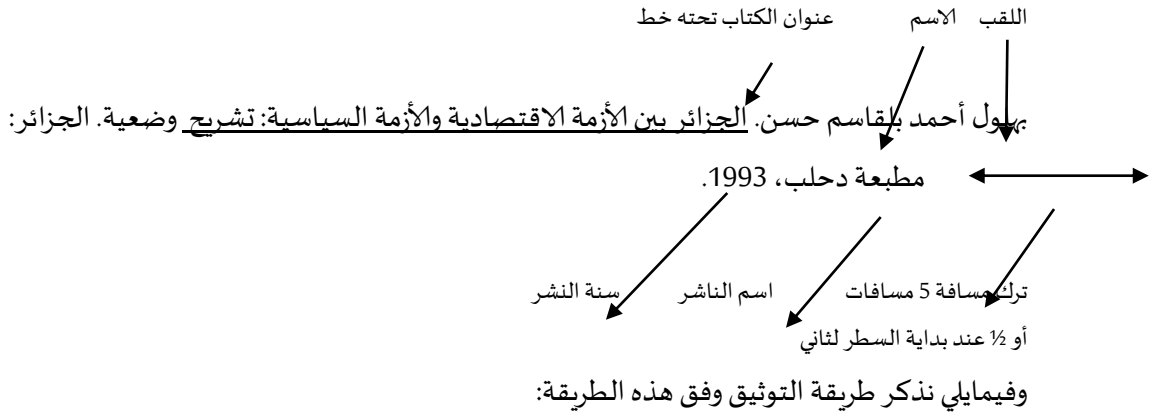 اللقب الاسم عنوان الكتاب تحته خط
بهلول أحمد بلقاسم حسن. الجزائر بين الأزمة الاقتصادية والأزمة السياسية: تشريح وضعية. الجزائر:
مطبعة دحلب، 1993.
ترك مسافة 5 مسافات اسم الناشر سنة النشر
أو ½ عند بداية السطر لثاني
وفيمايلي نذكر طريقة التوثيق وفق هذه الطريقة: